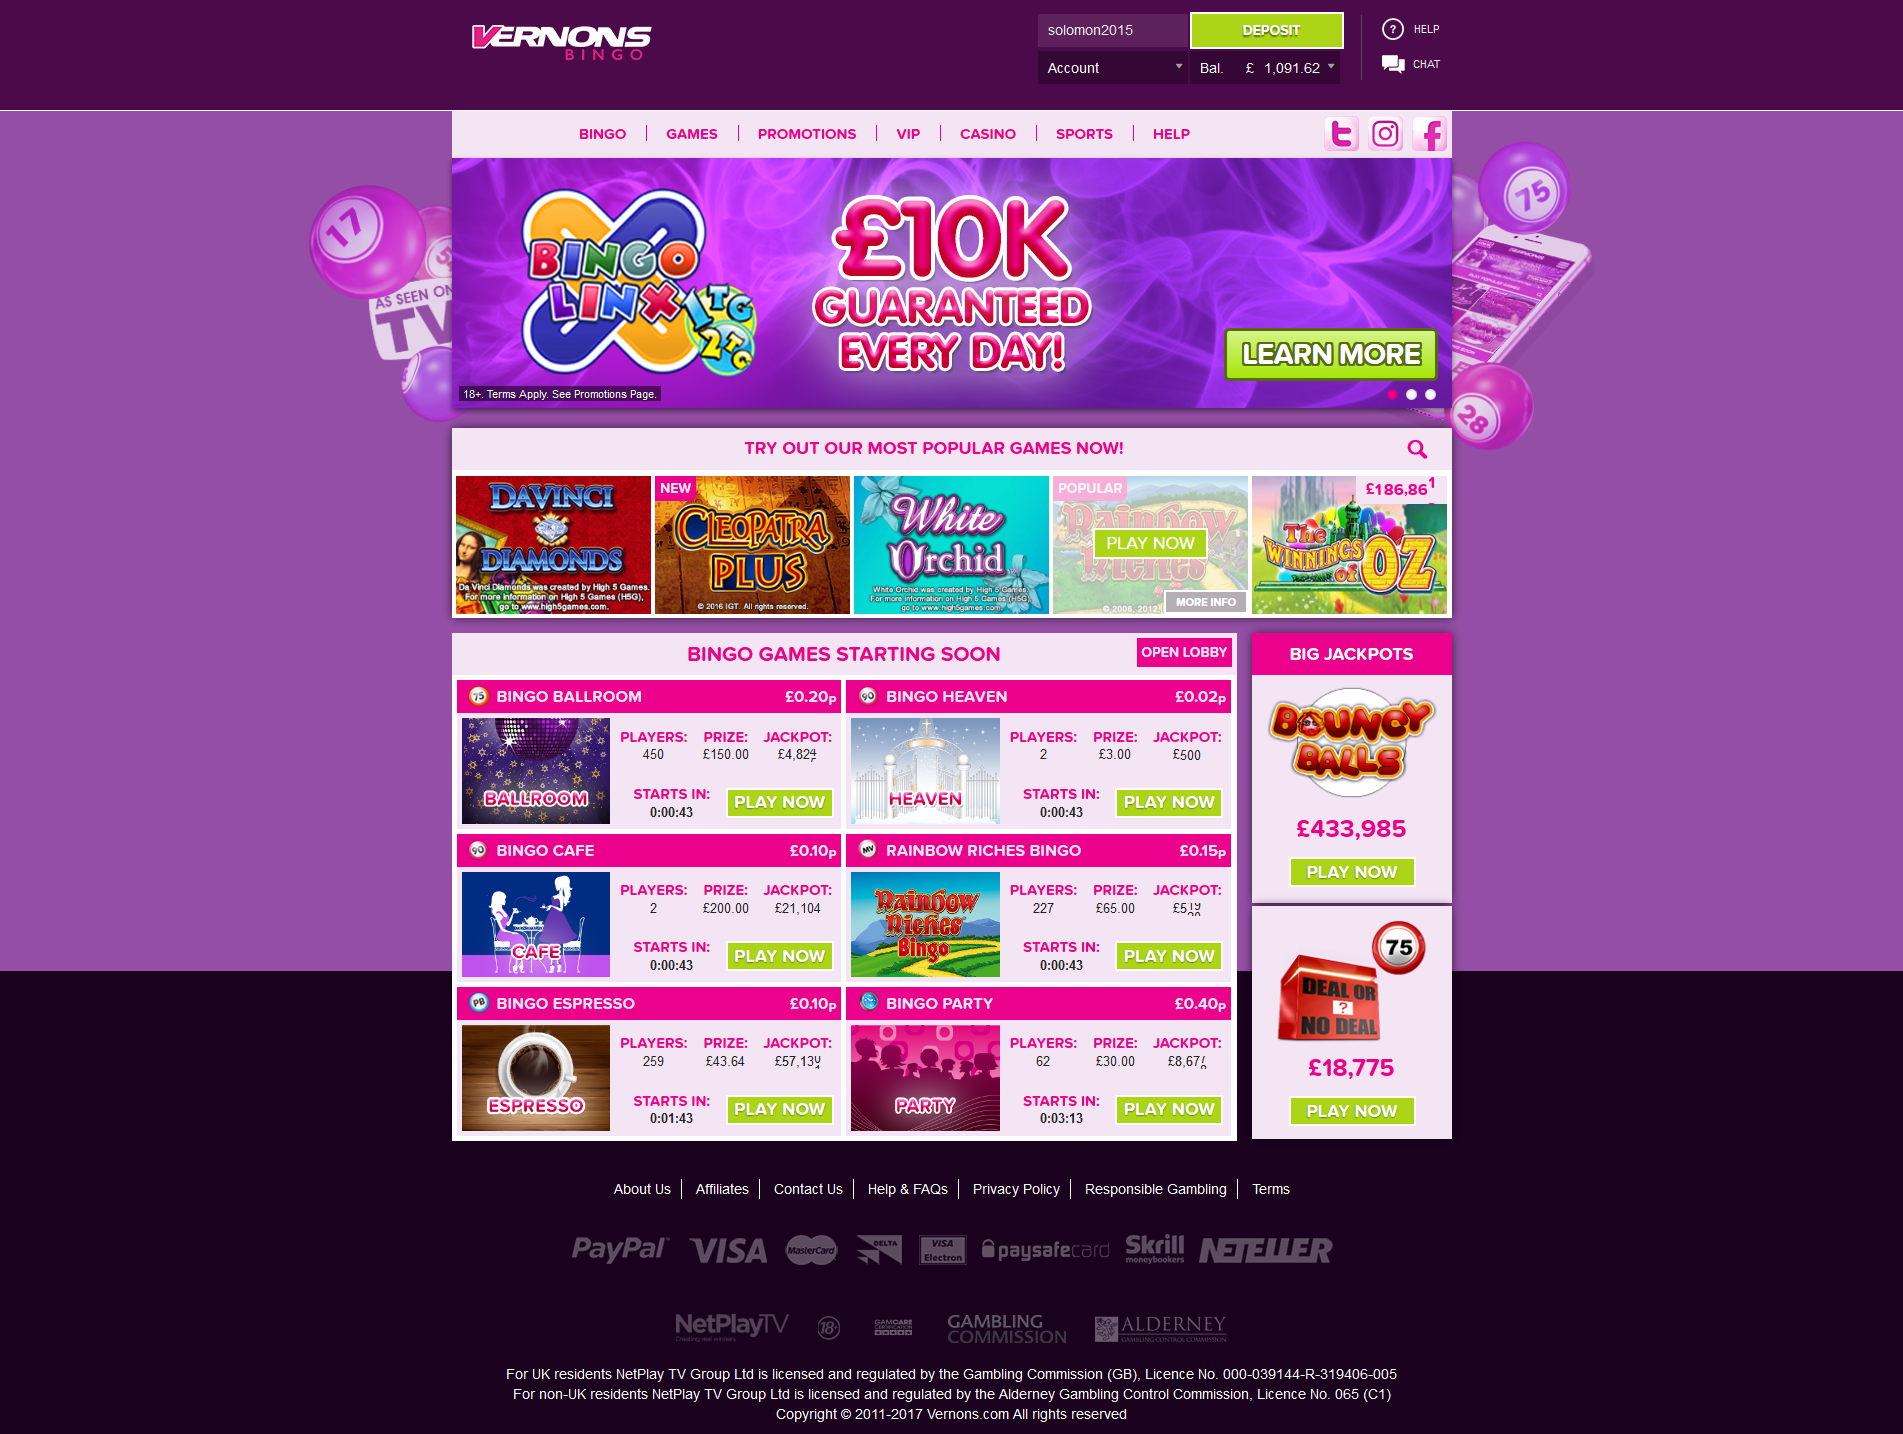 VERNONS
BINGO
solomon2015
DEPOSIT
HELP
Account
Bal. £ 1,091.62
CHAT
BINGO
GAMES
PROMOTIONS
VIP
CASINO
SPORTS
HELP
17
75
AS SEEN ON
TV
BINGO
LINX
1TG
2TG
£10K
GUARANTEED
EVERY DAY!
LEARN MORE
18+. Terms Apply. See Promotions Page.
28
TRY OUT OUR MOST POPULAR GAMES NOW!
DAVINCI
DIAMONDS
Da Vinci Diamonds was created by High 5 Games.
For more information on High 5 Games (H5G),
go to www.high5games.com.
NEW
CLEOPATRA
PLUS
© 2016 IGT. All rights reserved.
White
Orchid
White Orchid was created by High 5 Games.
For more information on High 5 Games (H5G),
go to www.high5games.com.
POPULAR
Rainbow
Riches
PLAY NOW
MORE INFO
© 2006, 2012,
£186,861
The
WINNINGS
of OZ
BINGO GAMES STARTING SOON
OPEN LOBBY
BIG JACKPOTS
75 BINGO BALLROOM £0.20p
BALLROOM
PLAYERS: PRIZE: JACKPOT:
450 £150.00 £4,824
STARTS IN:
0:00:43
PLAY NOW
90 BINGO HEAVEN £0.02p
HEAVEN
PLAYERS: PRIZE: JACKPOT:
2 £3.00 £500
STARTS IN:
0:00:43
PLAY NOW
BOUNCY
BALLS
£433,985
PLAY NOW
90 BINGO CAFE £0.10p
CAFE
PLAYERS: PRIZE: JACKPOT:
2 £200.00 £21,104
STARTS IN:
0:00:43
PLAY NOW
MV RAINBOW RICHES BINGO £0.15p
Rainbow
Riches
Bingo
PLAYERS: PRIZE: JACKPOT:
227 £65.00 £519
STARTS IN:
0:00:43
PLAY NOW
75
DEAL OR
?
NO DEAL
£18,775
PLAY NOW
PB BINGO ESPRESSO £0.10p
ESPRESSO
PLAYERS: PRIZE: JACKPOT:
259 £43.64 £57,13
STARTS IN:
0:01:43
PLAY NOW
BINGO PARTY £0.40p
PARTY
PLAYERS: PRIZE: JACKPOT:
62 £30.00 £8,67
STARTS IN:
0:03:13
PLAY NOW
About Us
Affiliates
Contact Us
Help & FAQs
Privacy Policy
Responsible Gambling
Terms
PayPal
VISA
MasterCard
DELTA
VISA
Electron
paysafecard
Skrill
moneybookers
NETELLER
NetPlayTV
Creating real winners
18+
GAMCARE
CERTIFICATION
GAMBLING
COMMISSION
ALDERNEY
GAMBLING CONTROL COMMISSION
For UK residents NetPlay TV Group Ltd is licensed and regulated by the Gambling Commission (GB), Licence No. 000-039144-R-319406-005
For non-UK residents NetPlay TV Group Ltd is licensed and regulated by the Alderney Gambling Control Commission, Licence No. 065 (C1)
Copyright © 2011-2017 Vernons.com All rights reserved